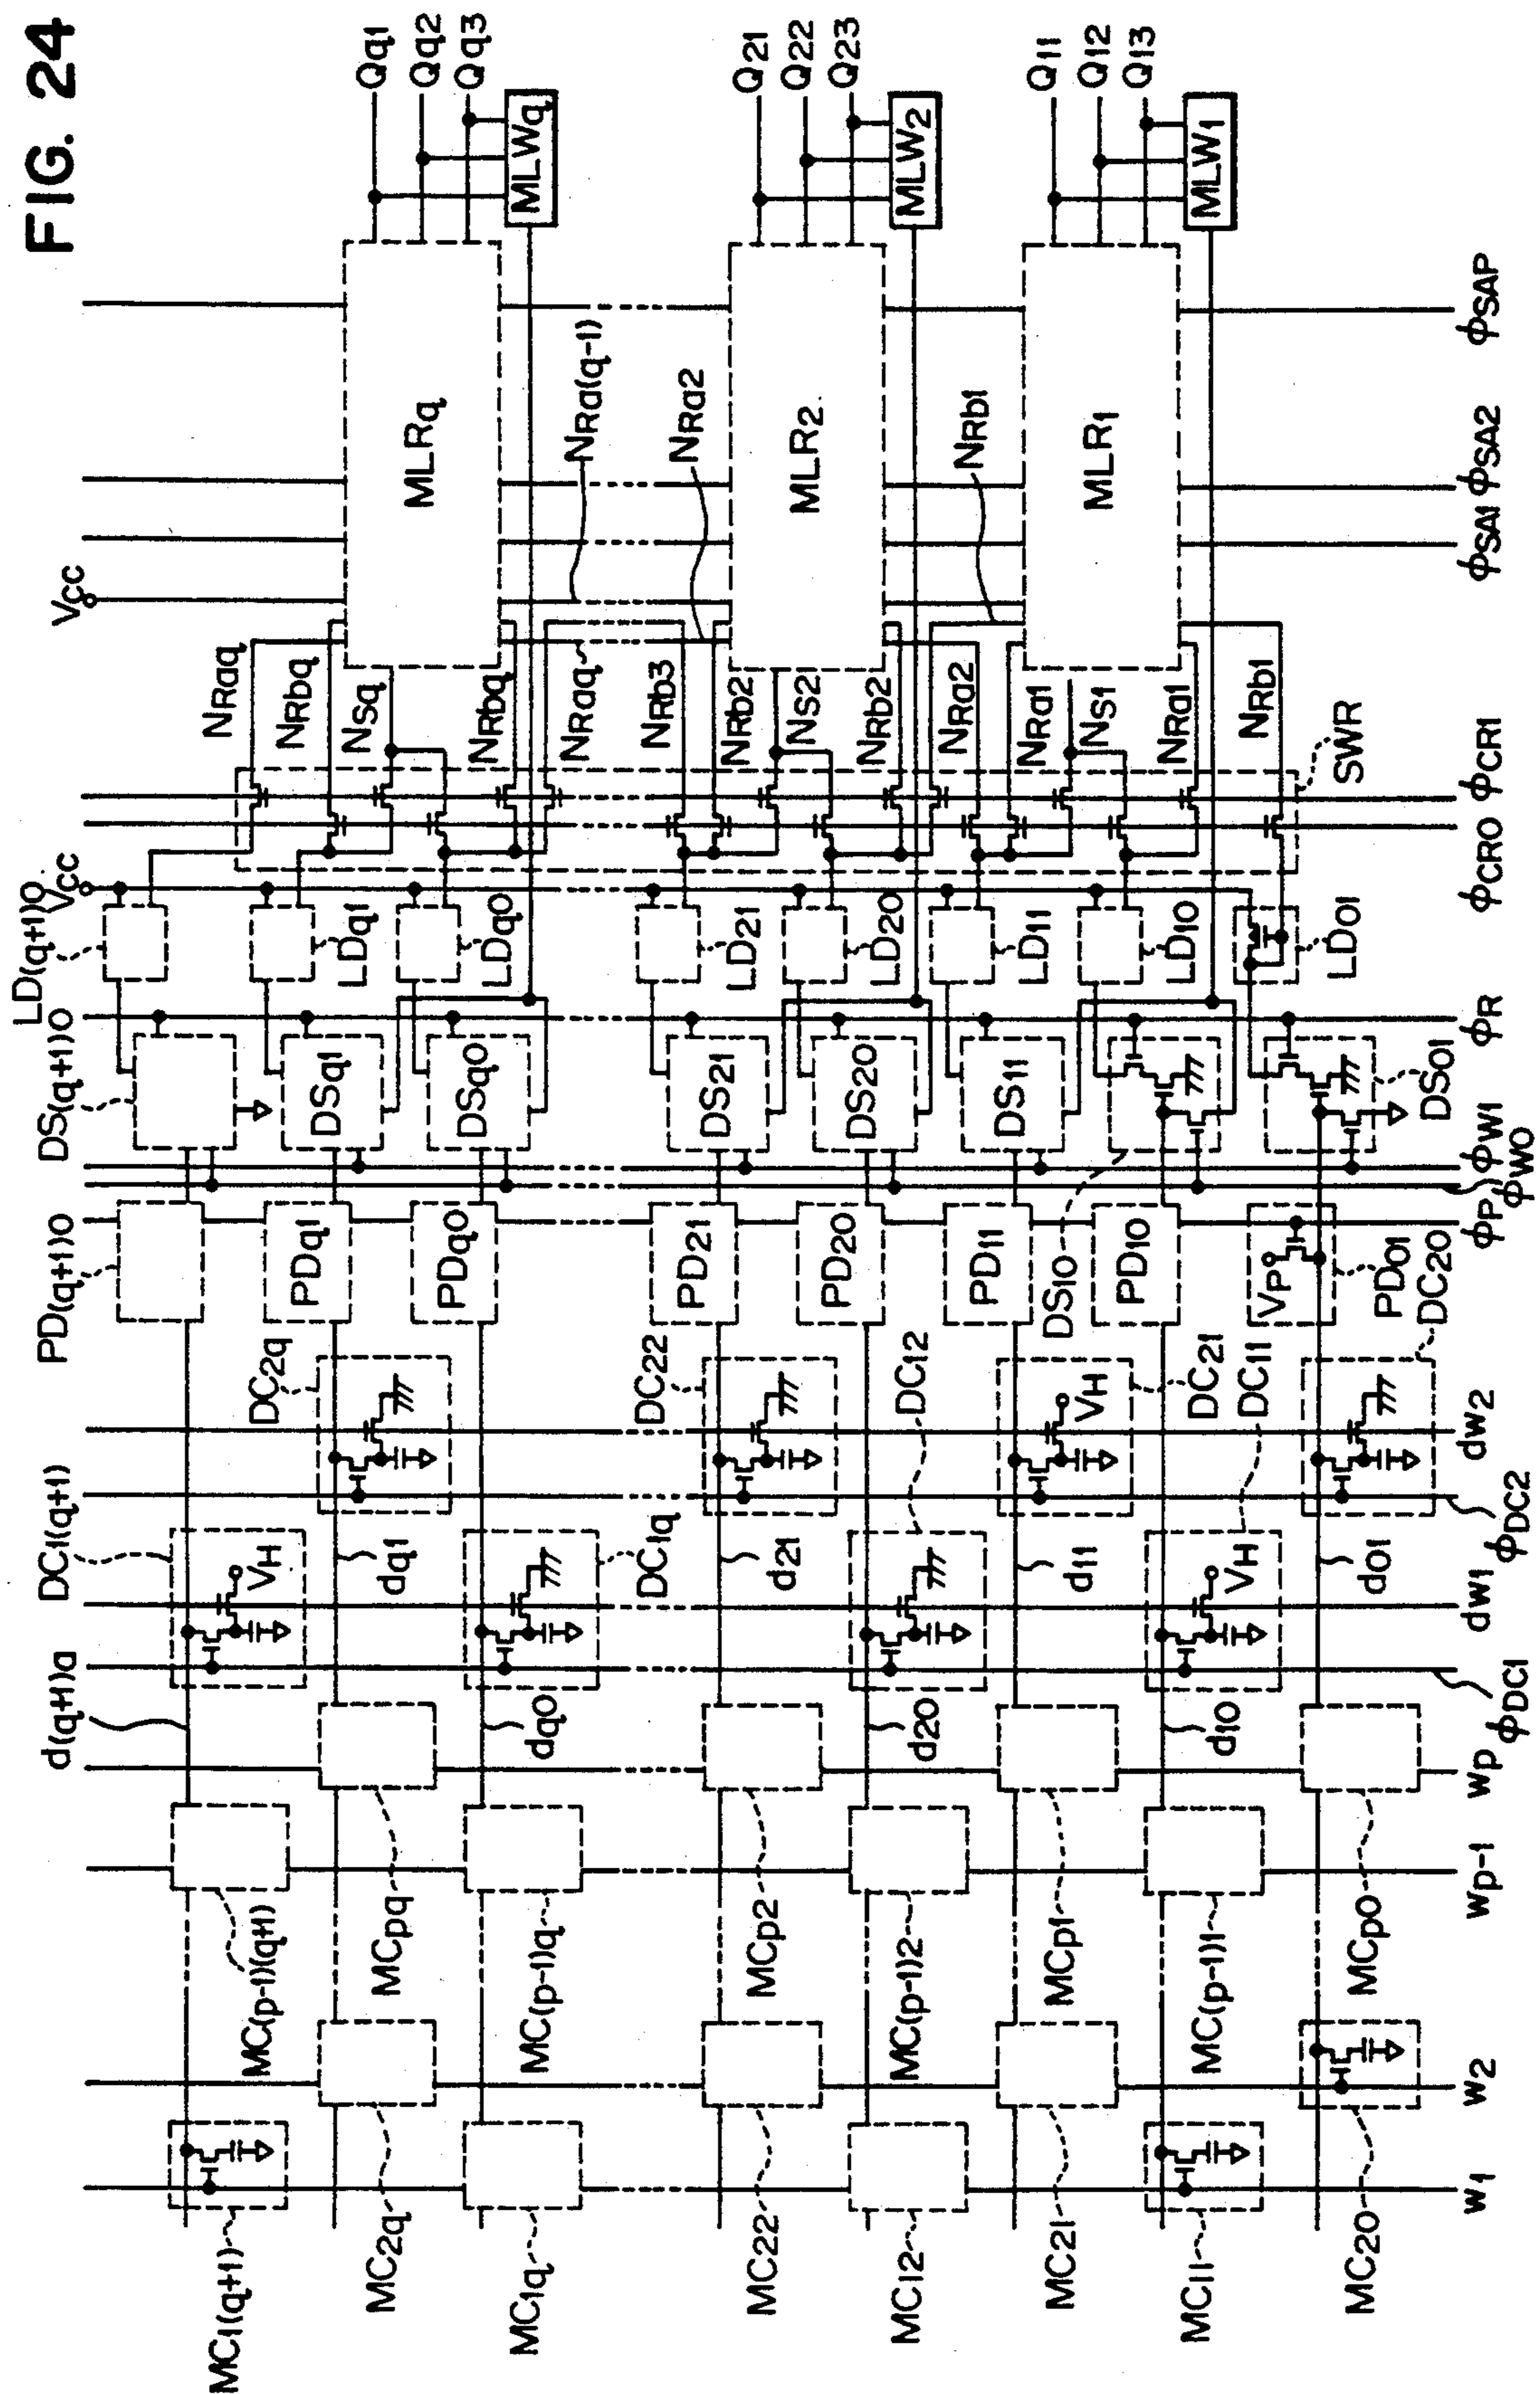 FIG. 24
Qq1
Qq2
Qq3
MLWq
Q21
Q22
Q23
MLW2
Q11
Q12
Q13
MLW1
MLRq
MLR2
MLR1
NRa(q-1)
NRa2
NRb1
ΦSAP
ΦSA2
ΦSA1
Vcc
NRaq
NRbq
NSq
NRbq
NRaq
NRb3
NRb2
NS2
NRb2
NRa2
NRa1
NS1
NRa1
NRb1
SWR
ΦCR1
ΦCR0
Vcc
LD(q+1)0
LDq1
LDq0
LD21
LD20
LD11
LD10
LD01
ΦR
DS(q+1)0
DSq1
DSq0
DS21
DS20
DS11
DS10
DS01
ΦW1
ΦW0
ΦP
PD(q+1)0
PDq1
PDq0
PD21
PD20
PD11
PD10
VP
PD01
DC20
DC2q
DC22
DC12
VH
DC21
DC11
dw2
ΦDC2
DC1(q+1)
VH
dq1
DC1q
d21
d11
VH
d01
dw1
ΦDC1
d(q+1)a
dq0
d20
d10
wp
MC(p-1)(q+1)
MCpq
MC(p-1)q
MCp2
MC(p-1)2
MCp1
MC(p-1)1
MCp0
wp-1
w2
w1
MC1(q+1)
MC2q
MC1q
MC22
MC12
MC21
MC11
MC20